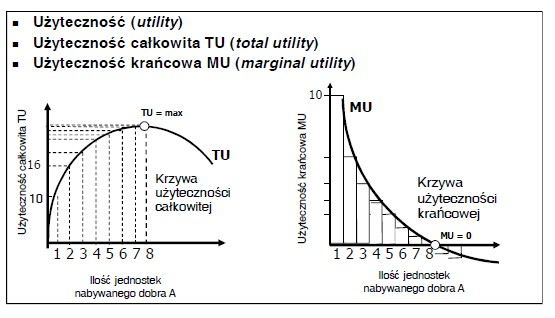 ▪ Użyteczność (utility)
▪ Użyteczność całkowita TU (total utility)
▪ Użyteczność krańcowa MU (marginal utility)
Użyteczność całkowita TU
TU = max
16
10
TU
Krzywa
użyteczności
całkowitej
1 2 3 4 5 6 7 8
Ilość jednostek
nabywanego dobra A
Użyteczność krańcowa MU
10
MU
Krzywa
użyteczności
krańcowej
MU = 0
1 2 3 4 5 6 7 8
Ilość jednostek
nabywanego dobra A